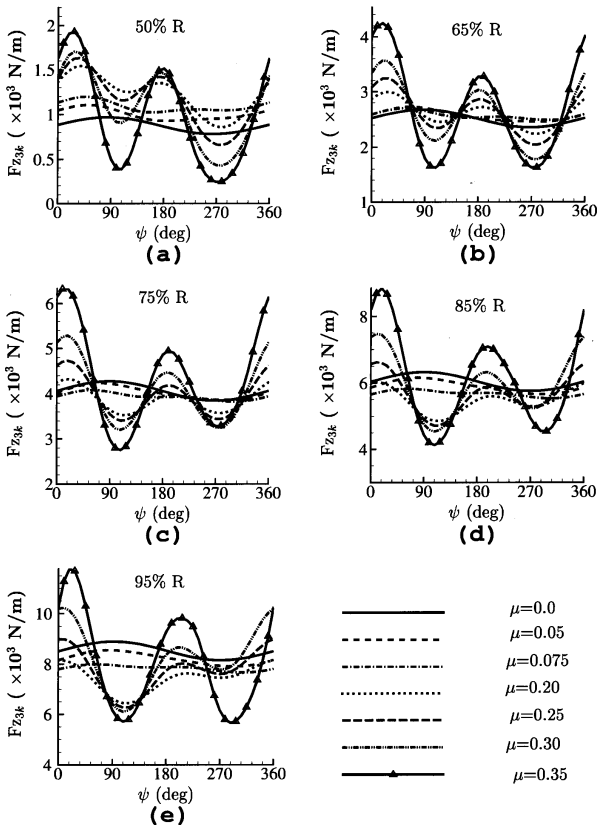 50% R
2
1.5
1
0.5
0
Fz3k ( ×10³ N/m)
0 90 180 270 360
ψ (deg)
(a)
65% R
4
3
2
1
Fz3k ( ×10³ N/m)
0 90 180 270 360
ψ (deg)
(b)
75% R
6
5
4
3
2
Fz3k ( ×10³ N/m)
0 90 180 270 360
ψ (deg)
(c)
85% R
8
6
4
3
Fz3k ( ×10³ N/m)
0 90 180 270 360
ψ (deg)
(d)
95% R
10
8
6
4
Fz3k ( ×10³ N/m)
0 90 180 270 360
ψ (deg)
(e)
μ=0.0
μ=0.05
μ=0.075
μ=0.20
μ=0.25
μ=0.30
μ=0.35